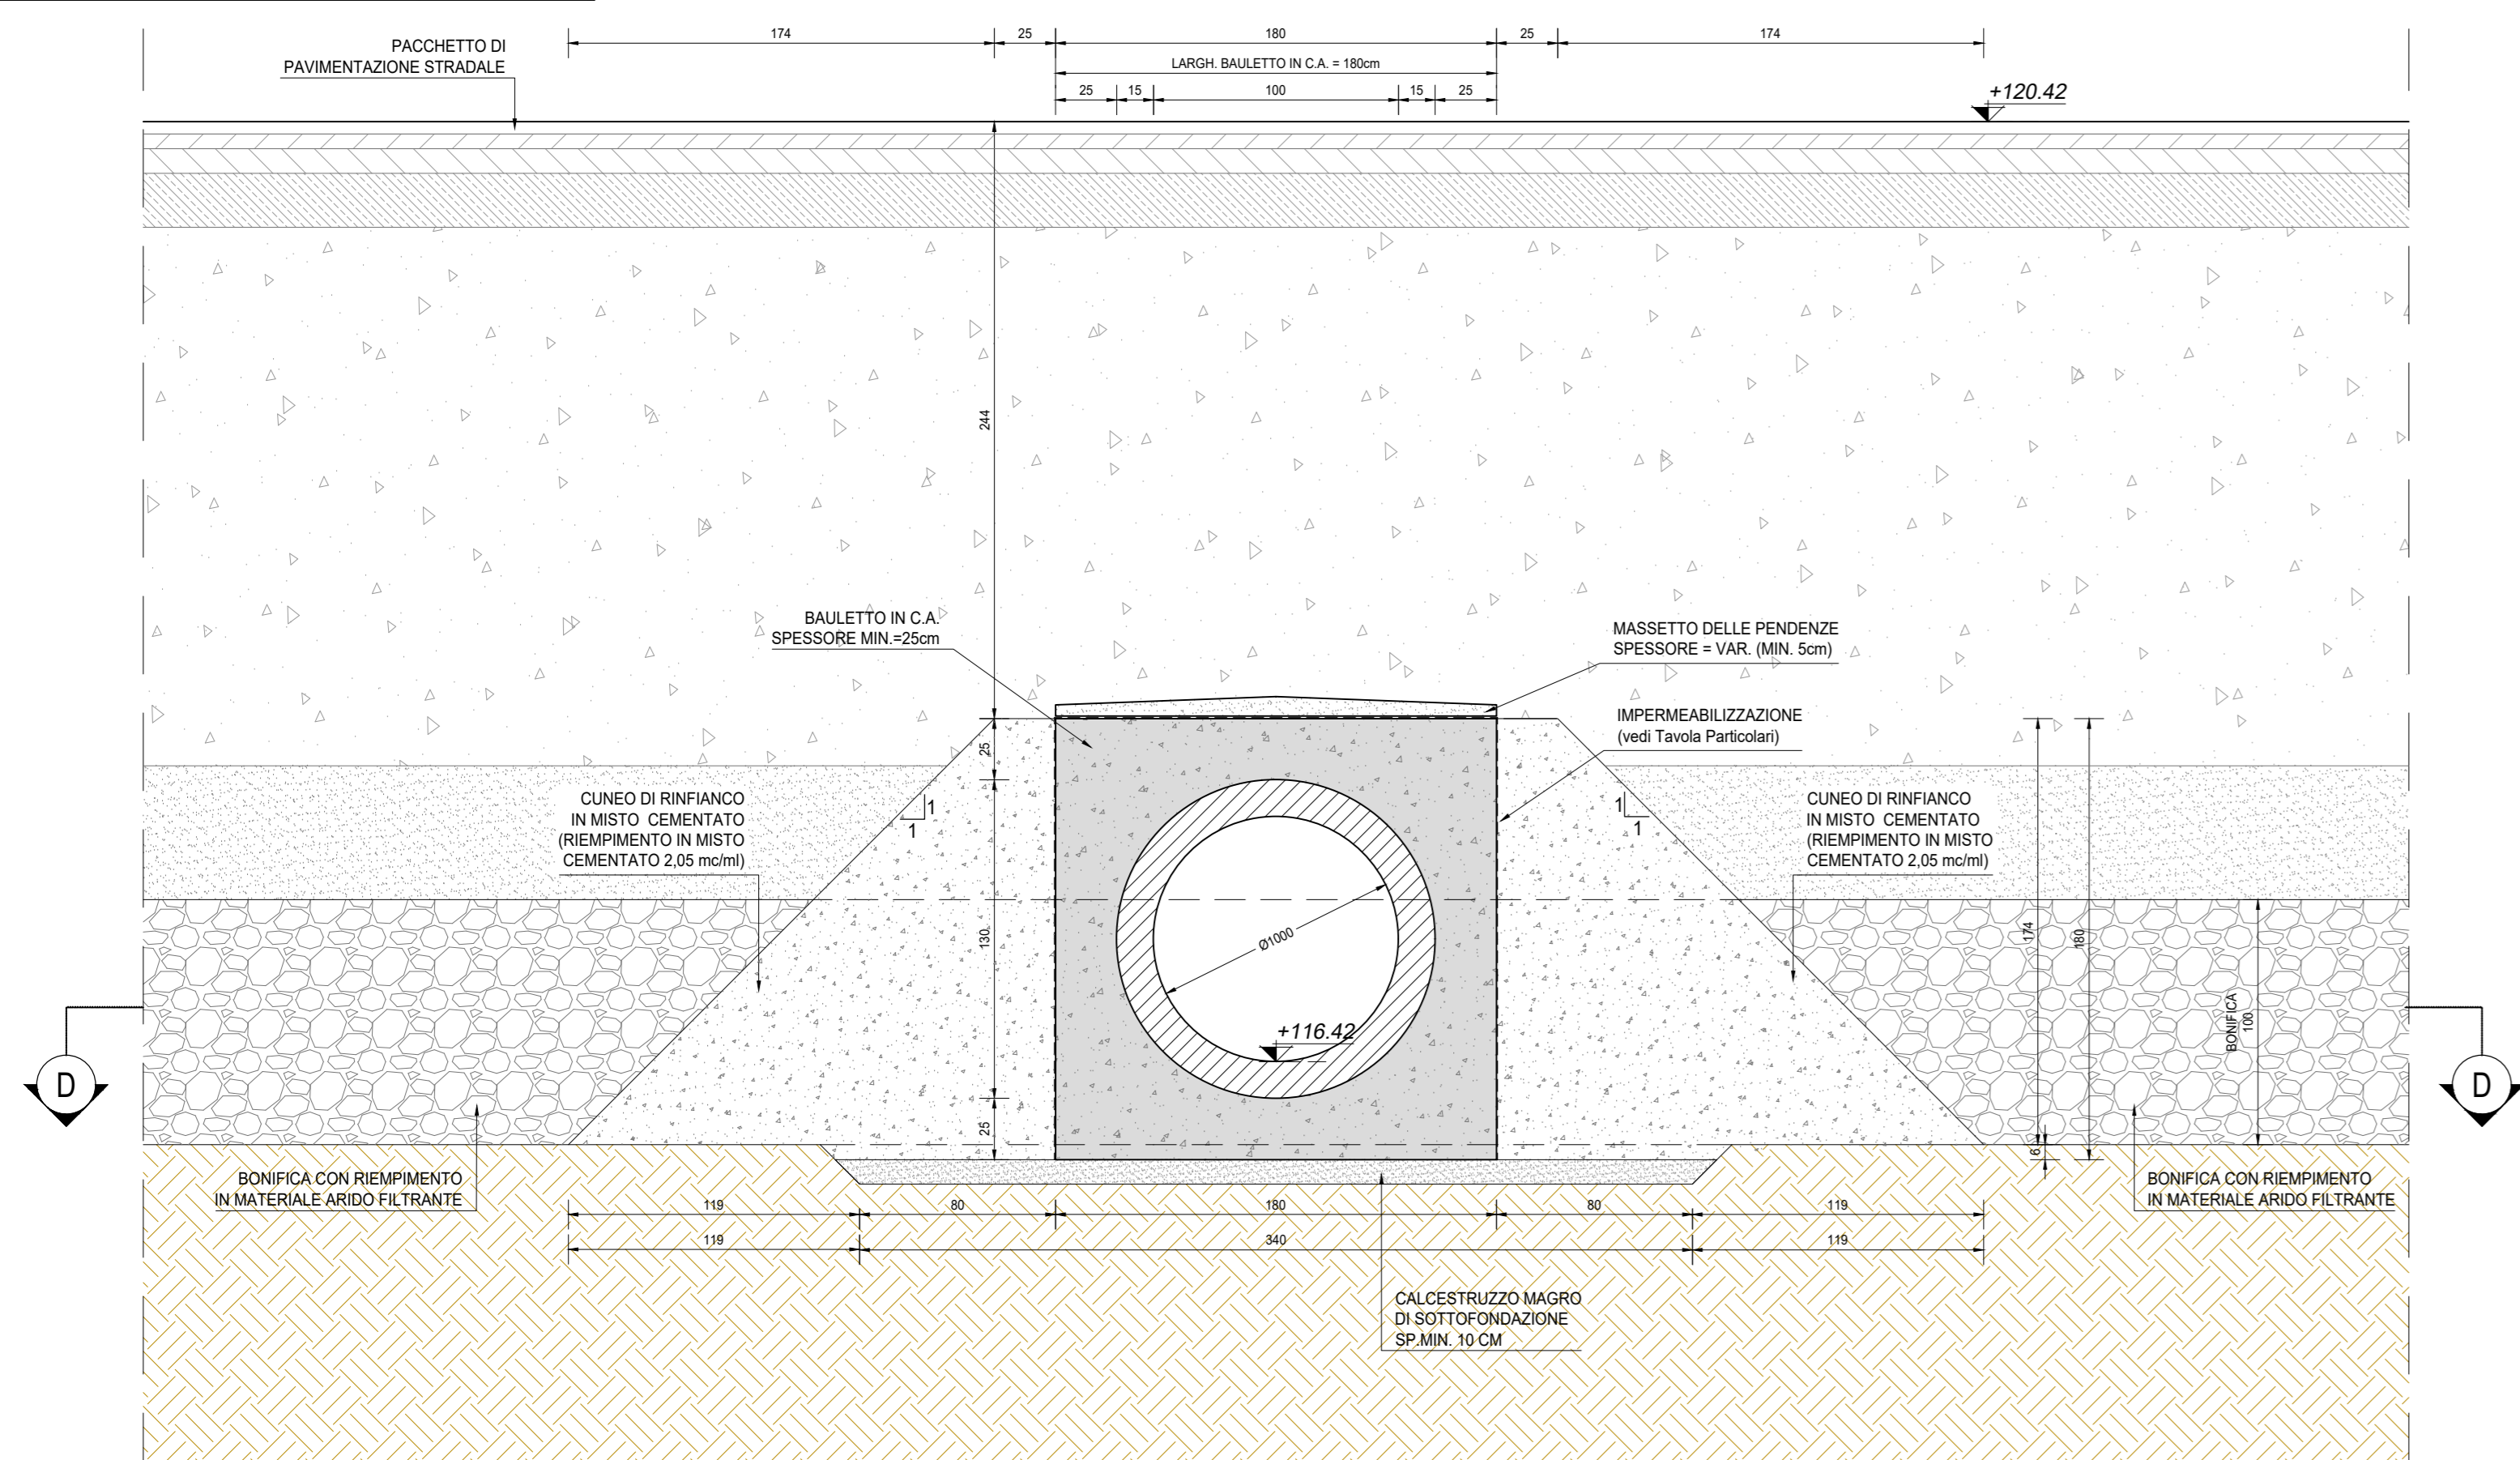 174
25
180
25
174
PACCHETTO DI
PAVIMENTAZIONE STRADALE
LARGH. BAULETTO IN C.A. = 180cm
25
15
100
15
25
+120.42
244
BAULETTO IN C.A.
SPESSORE MIN.=25cm
MASSETTO DELLE PENDENZE
SPESSORE = VAR. (MIN. 5cm)
IMPERMEABILIZZAZIONE
(vedi Tavola Particolari)
25
CUNEO DI RINFIANCO
IN MISTO CEMENTATO
(RIEMPIMENTO IN MISTO
CEMENTATO 2,05 mc/ml)
1
1
1
1
CUNEO DI RINFIANCO
IN MISTO CEMENTATO
(RIEMPIMENTO IN MISTO
CEMENTATO 2,05 mc/ml)
130
Ø1000
174
180
BONIFICA
100
+116.42
D
D
25
6
BONIFICA CON RIEMPIMENTO
IN MATERIALE ARIDO FILTRANTE
BONIFICA CON RIEMPIMENTO
IN MATERIALE ARIDO FILTRANTE
119
80
180
80
119
119
340
119
CALCESTRUZZO MAGRO
DI SOTTOFONDAZIONE
SP.MIN. 10 CM